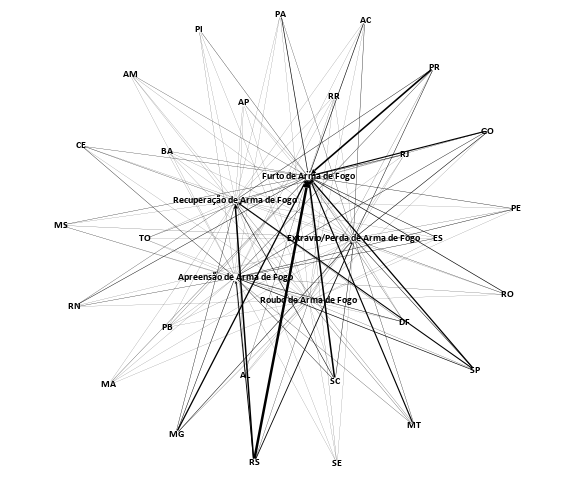 PA
AC
PI
PR
AM
RR
AP
GO
CE
BA
RJ
Furto de Arma de Fogo
Recuperação de Arma de Fogo
PE
MS
TO
Extravio/Perda de Arma de Fogo
ES
Apreensão de Arma de Fogo
RO
Roubo de Arma de Fogo
RN
DF
PB
SP
AL
SC
MA
MT
MG
RS
SE